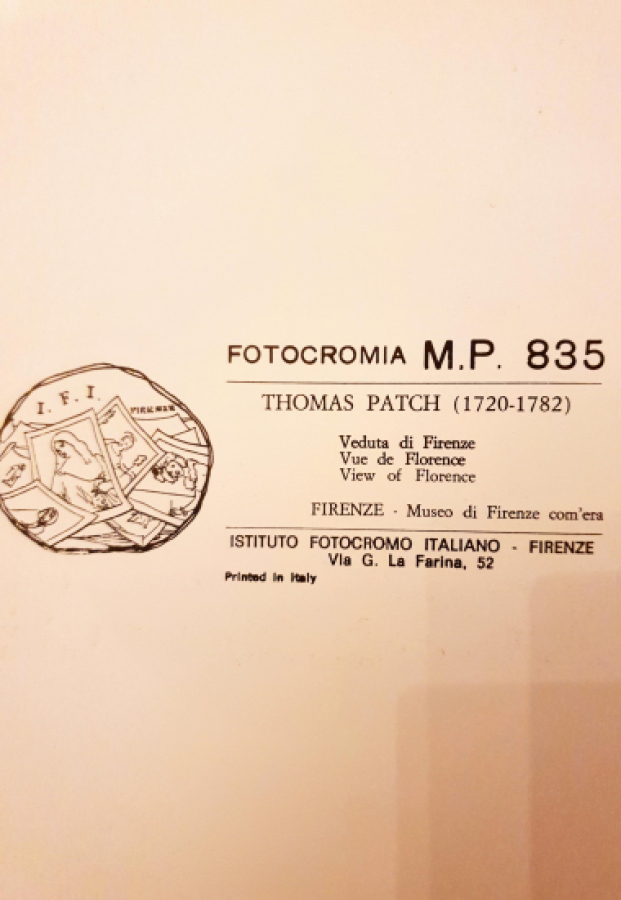 I. F. I.
FIRENZE
FOTOCROMIA M.P. 835
THOMAS PATCH (1720-1782)
Veduta di Firenze
Vue de Florence
View of Florence
FIRENZE - Museo di Firenze com'era
ISTITUTO FOTOCROMO ITALIANO - FIRENZE
Via G. La Farina, 52
Printed in Italy